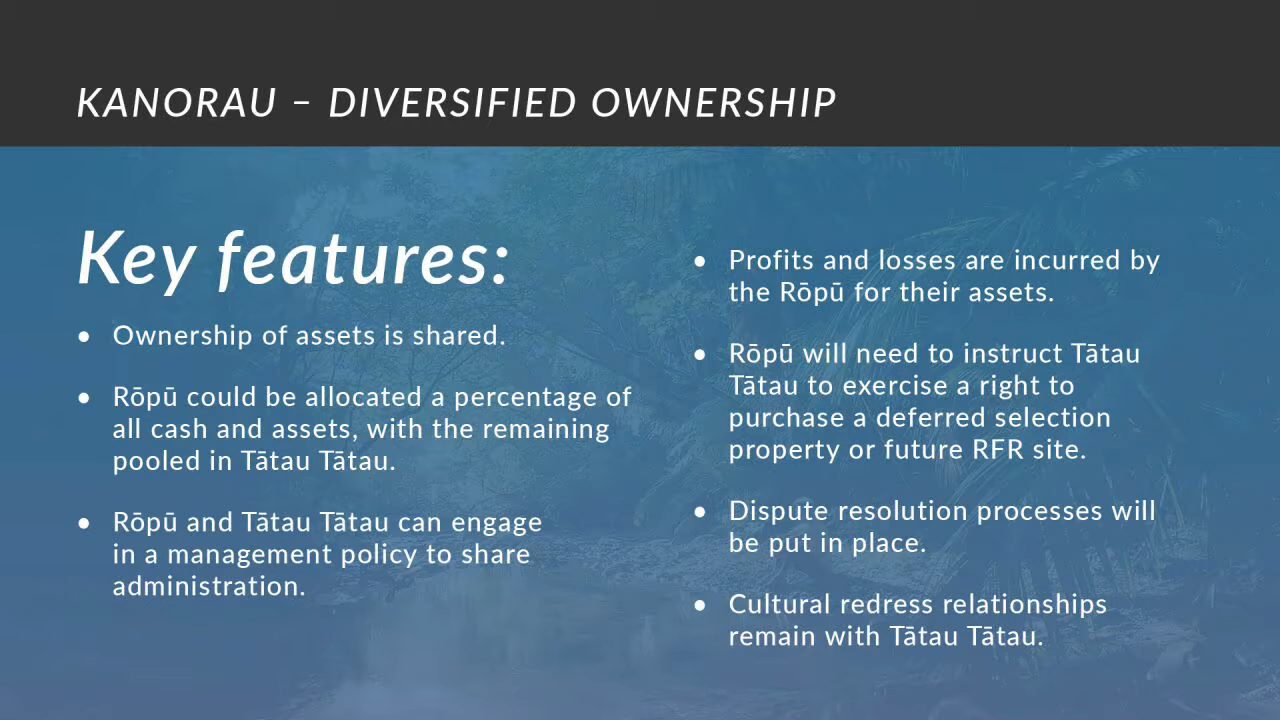 KANORAU – DIVERSIFIED OWNERSHIP
Key features:
• Ownership of assets is shared.
• Rōpū could be allocated a percentage of
all cash and assets, with the remaining
pooled in Tātau Tātau.
• Rōpū and Tātau Tātau can engage
in a management policy to share
administration.
• Profits and losses are incurred by
the Rōpū for their assets.
• Rōpū will need to instruct Tātau
Tātau to exercise a right to
purchase a deferred selection
property or future RFR site.
• Dispute resolution processes will
be put in place.
• Cultural redress relationships
remain with Tātau Tātau.